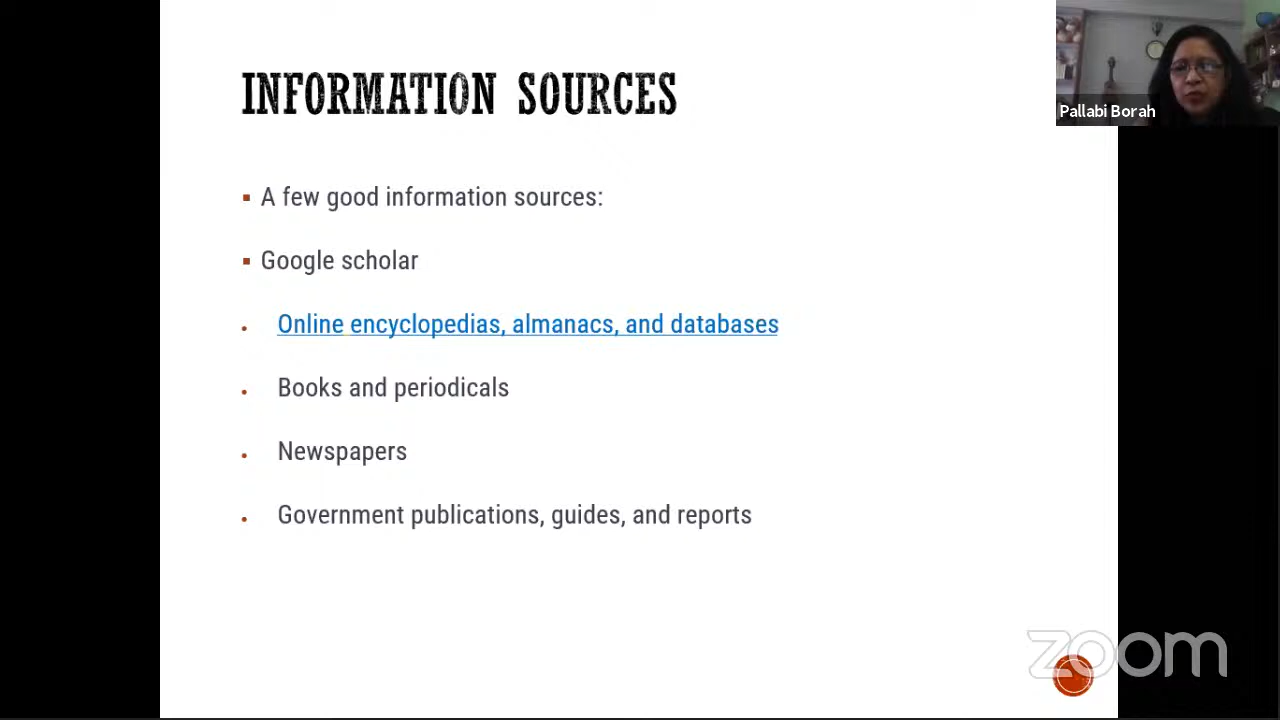 INFORMATION SOURCES
Pallabi Borah
A few good information sources:
Google scholar
Online encyclopedias, almanacs, and databases
Books and periodicals
Newspapers
Government publications, guides, and reports
zoom